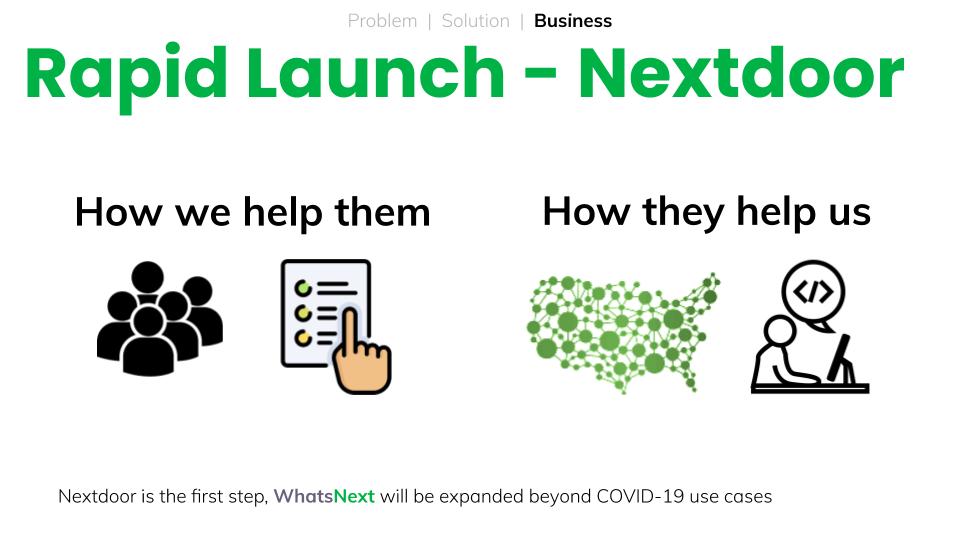 Problem | Solution | Business
Rapid Launch - Nextdoor
How we help them
How they help us
</>
Nextdoor is the first step, WhatsNext will be expanded beyond COVID-19 use cases